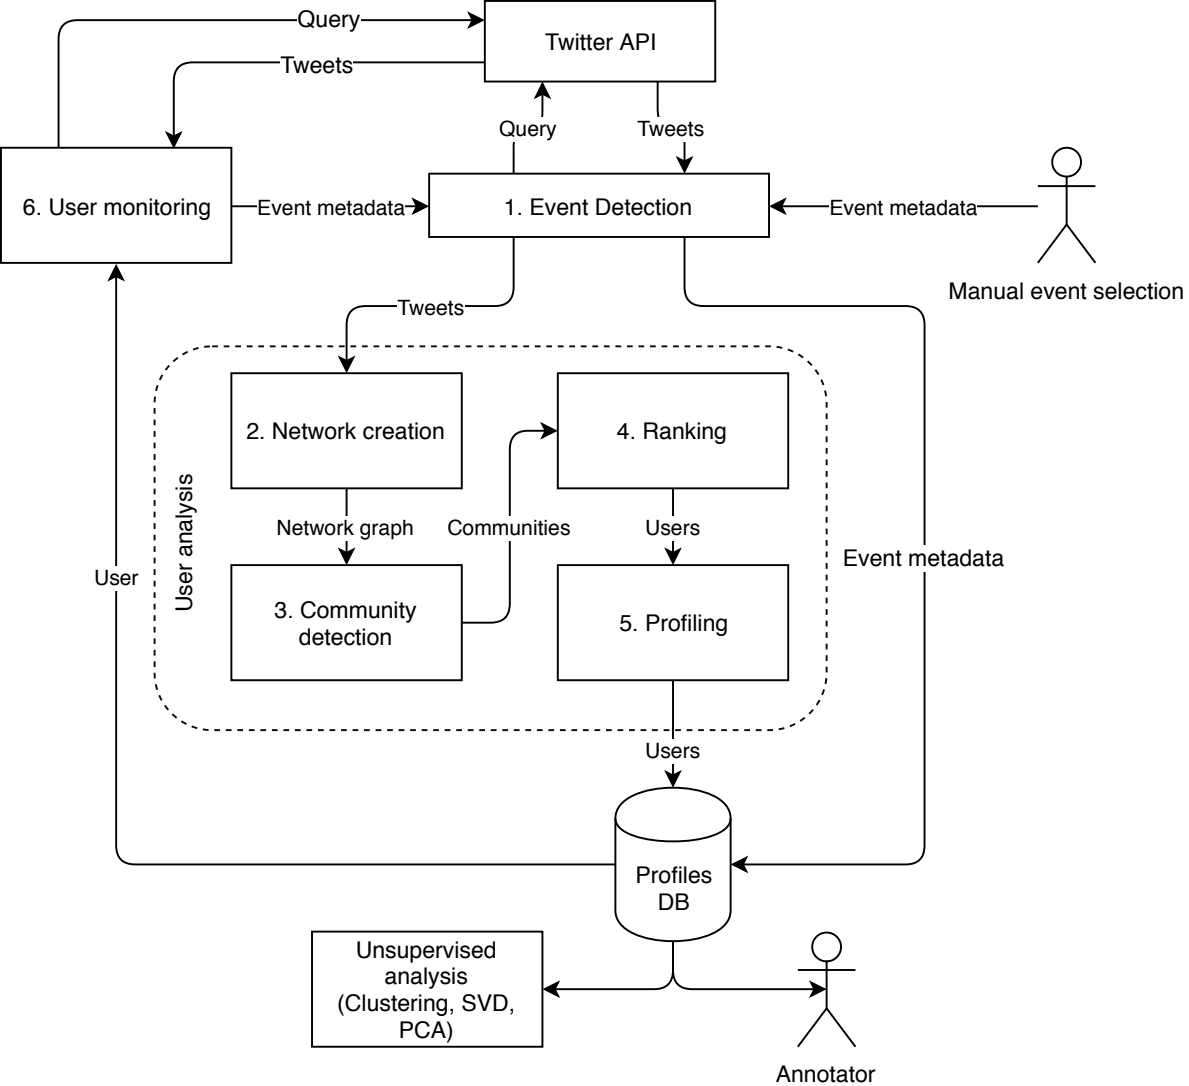 Query
Twitter API
Tweets
Query
Tweets
6. User monitoring
Event metadata
1. Event Detection
Event metadata
Manual event selection
Tweets
User analysis
2. Network creation
4. Ranking
Network graph
Communities
Users
Event metadata
User
3. Community
detection
5. Profiling
Users
Profiles
DB
Unsupervised
analysis
(Clustering, SVD,
PCA)
Annotator